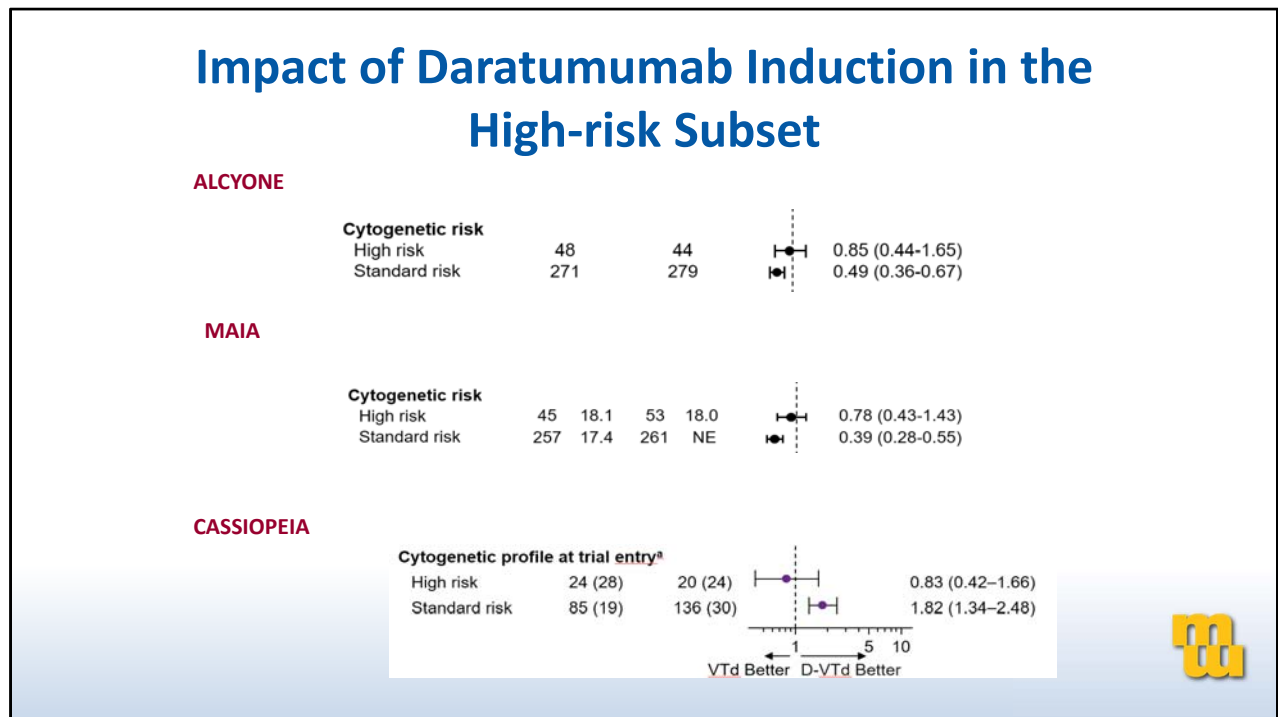 Impact of Daratumumab Induction in the
High-risk Subset
ALCYONE
Cytogenetic risk
High risk 48 44 0.85 (0.44-1.65)
Standard risk 271 279 0.49 (0.36-0.67)
MAIA
Cytogenetic risk
High risk 45 18.1 53 18.0 0.78 (0.43-1.43)
Standard risk 257 17.4 261 NE 0.39 (0.28-0.55)
CASSIOPEIA
Cytogenetic profile at trial entryª
High risk 24 (28) 20 (24) 0.83 (0.42–1.66)
Standard risk 85 (19) 136 (30) 1.82 (1.34–2.48)
1 5 10
VTd Better D-VTd Better